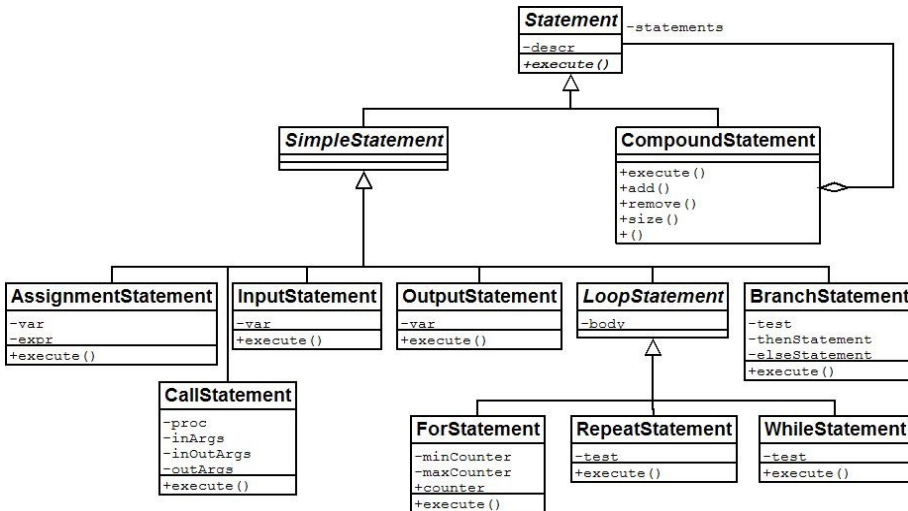 Statement
-descr
+execute()
-statements
SimpleStatement
CompoundStatement
+execute()
+add()
+remove()
+size()
+()
AssignmentStatement
-var
-expr
+execute()
InputStatement
-var
+execute()
OutputStatement
-var
+execute()
LoopStatement
-body
BranchStatement
-test
-thenStatement
-elseStatement
+execute()
CallStatement
-proc
-inArgs
-inOutArgs
-outArgs
+execute()
ForStatement
-minCounter
-maxCounter
+counter
+execute()
RepeatStatement
-test
+execute()
WhileStatement
-test
+execute()